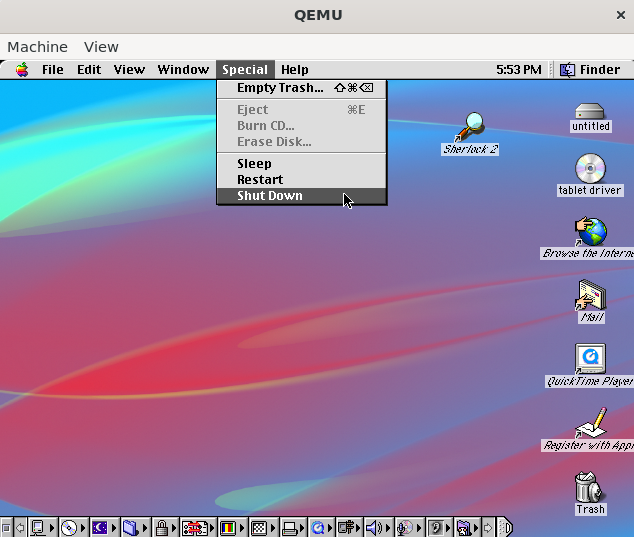 QEMU
Machine View
File Edit View Window Special Help 5:53 PM Finder
Empty Trash... ⇧⌘⌫
Eject ⌘E
Burn CD...
Erase Disk...
Sleep
Restart
Shut Down
Sherlock 2
untitled
tablet driver
Browse the Interne
Mail
QuickTime Player
Register with Appl
Trash